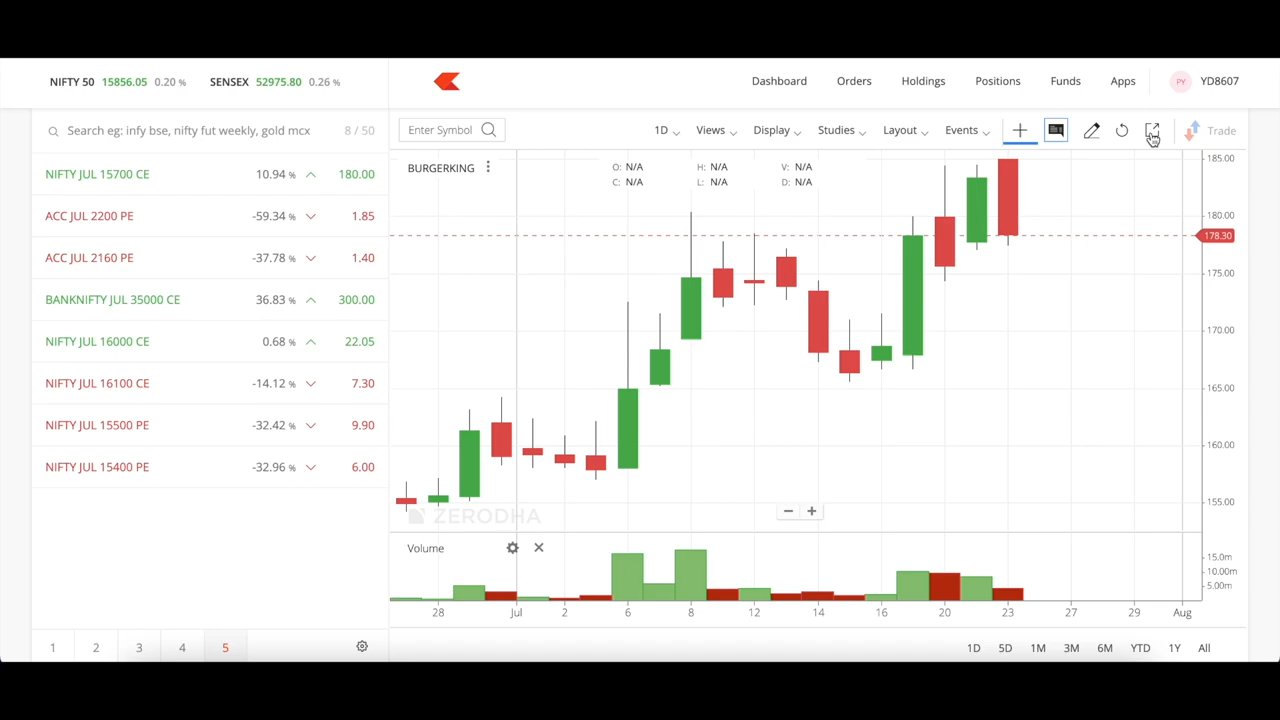 NIFTY 50 15856.05 0.20 % SENSEX 52975.80 0.26 %
Dashboard Orders Holdings Positions Funds Apps PY YD8607
Search eg: infy bse, nifty fut weekly, gold mcx 8 / 50
Enter Symbol 1D Views Display Studies Layout Events Trade
NIFTY JUL 15700 CE 10.94 % 180.00
ACC JUL 2200 PE -59.34 % 1.85
ACC JUL 2160 PE -37.78 % 1.40
BANKNIFTY JUL 35000 CE 36.83 % 300.00
NIFTY JUL 16000 CE 0.68 % 22.05
NIFTY JUL 16100 CE -14.12 % 7.30
NIFTY JUL 15500 PE -32.42 % 9.90
NIFTY JUL 15400 PE -32.96 % 6.00
1 2 3 4 5
BURGERKING
O: N/A H: N/A V: N/A
C: N/A L: N/A D: N/A
185.00
180.00
178.30
175.00
170.00
165.00
160.00
155.00
ZERODHA
Volume
15.0m
10.00m
5.00m
28 Jul 2 6 8 12 14 16 20 23 27 29 Aug
1D 5D 1M 3M 6M YTD 1Y All